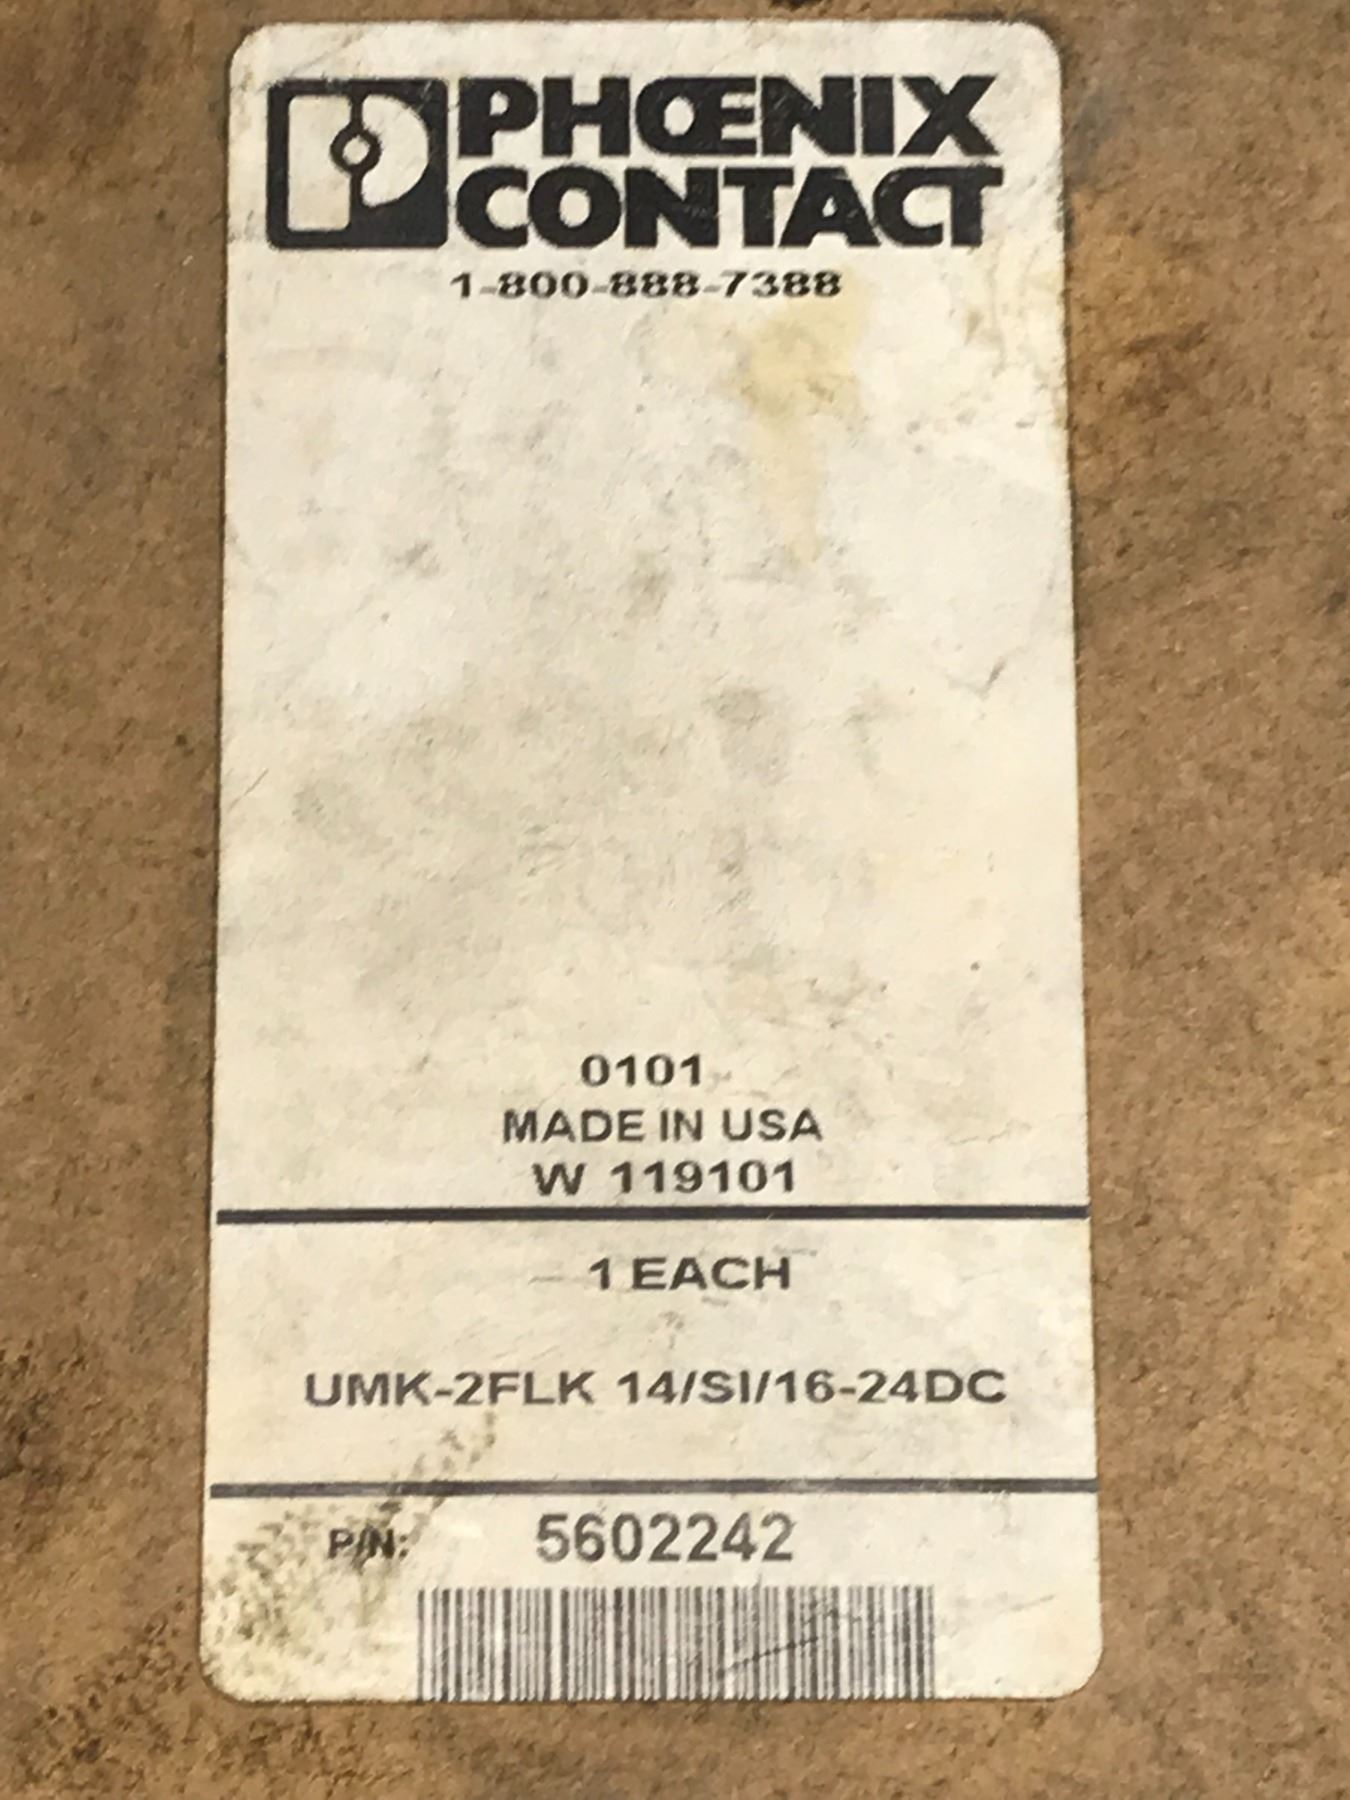 PHŒNIX
CONTACT
1-800-888-7388
0101
MADE IN USA
W 119101
1 EACH
UMK-2FLK 14/SI/16-24DC
P/N: 5602242